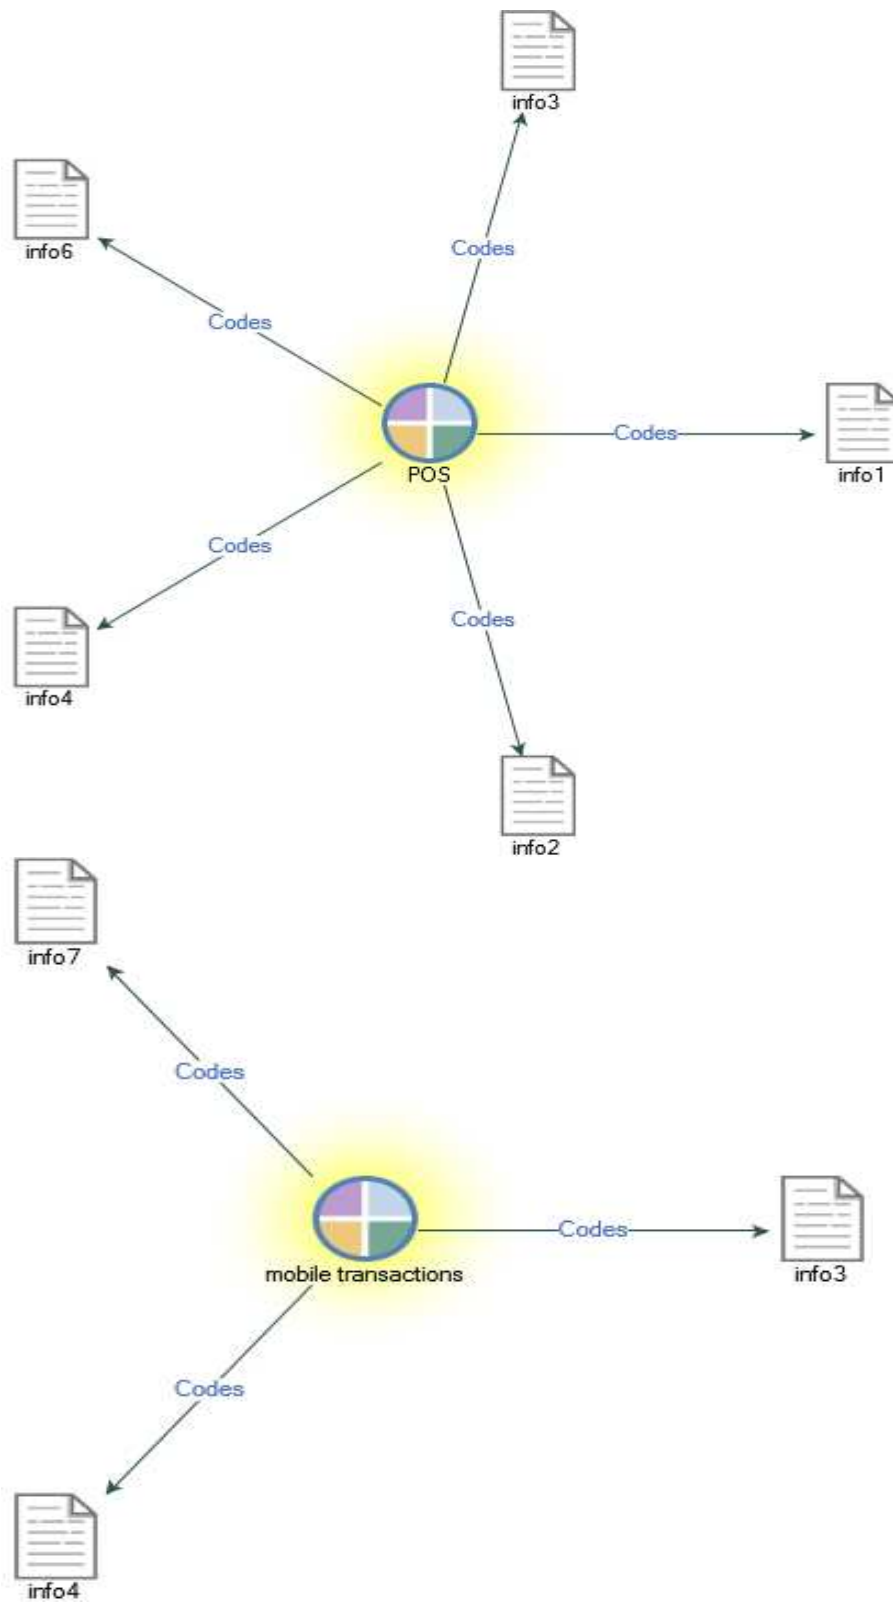 info3
info6
Codes
Codes
Codes
info1
POS
Codes
Codes
info4
info2
info7
Codes
Codes
mobile transactions
info3
Codes
info4